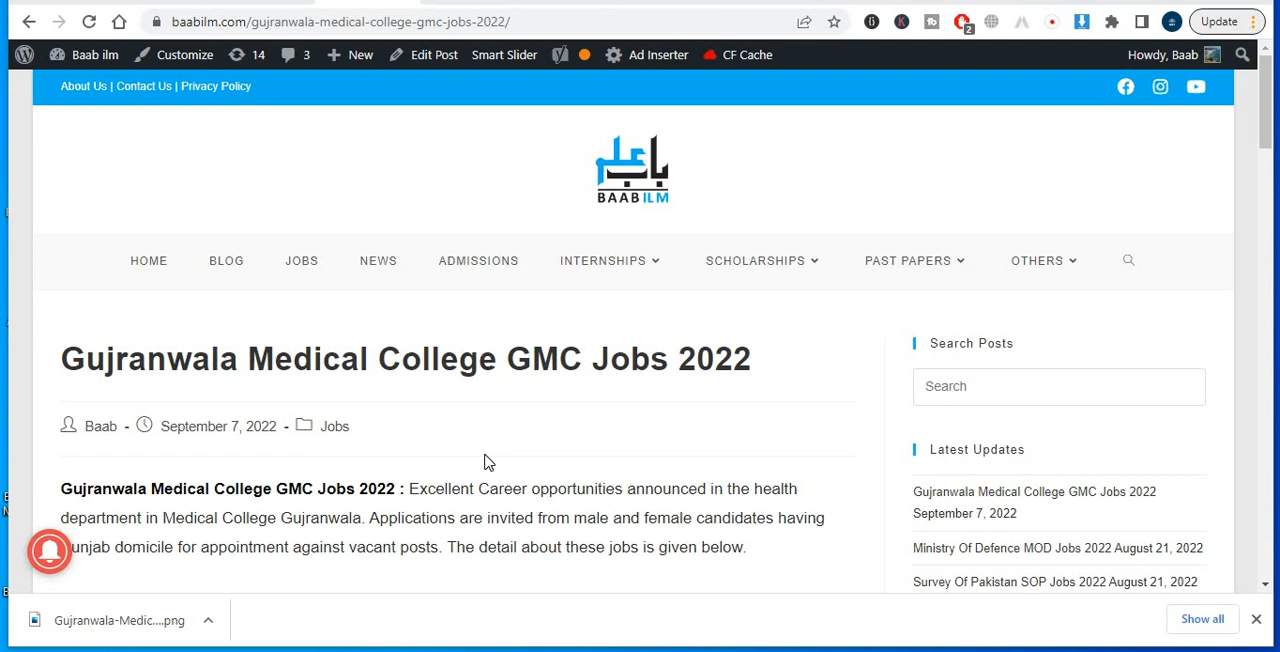 baabilm.com/gujranwala-medical-college-gmc-jobs-2022/
2
Update
Baab ilm
Customize
14
3
New
Edit Post
Smart Slider
Ad Inserter
CF Cache
Howdy, Baab
About Us | Contact Us | Privacy Policy
باب علم
BAABILM
HOME
BLOG
JOBS
NEWS
ADMISSIONS
INTERNSHIPS
SCHOLARSHIPS
PAST PAPERS
OTHERS
Gujranwala Medical College GMC Jobs 2022
Baab - September 7, 2022 - Jobs
Gujranwala Medical College GMC Jobs 2022 : Excellent Career opportunities announced in the health
department in Medical College Gujranwala. Applications are invited from male and female candidates having
unjab domicile for appointment against vacant posts. The detail about these jobs is given below.
Search Posts
Search
Latest Updates
Gujranwala Medical College GMC Jobs 2022
September 7, 2022
Ministry Of Defence MOD Jobs 2022 August 21, 2022
Survey Of Pakistan SOP Jobs 2022 August 21, 2022
Gujranwala-Medic....png
Show all